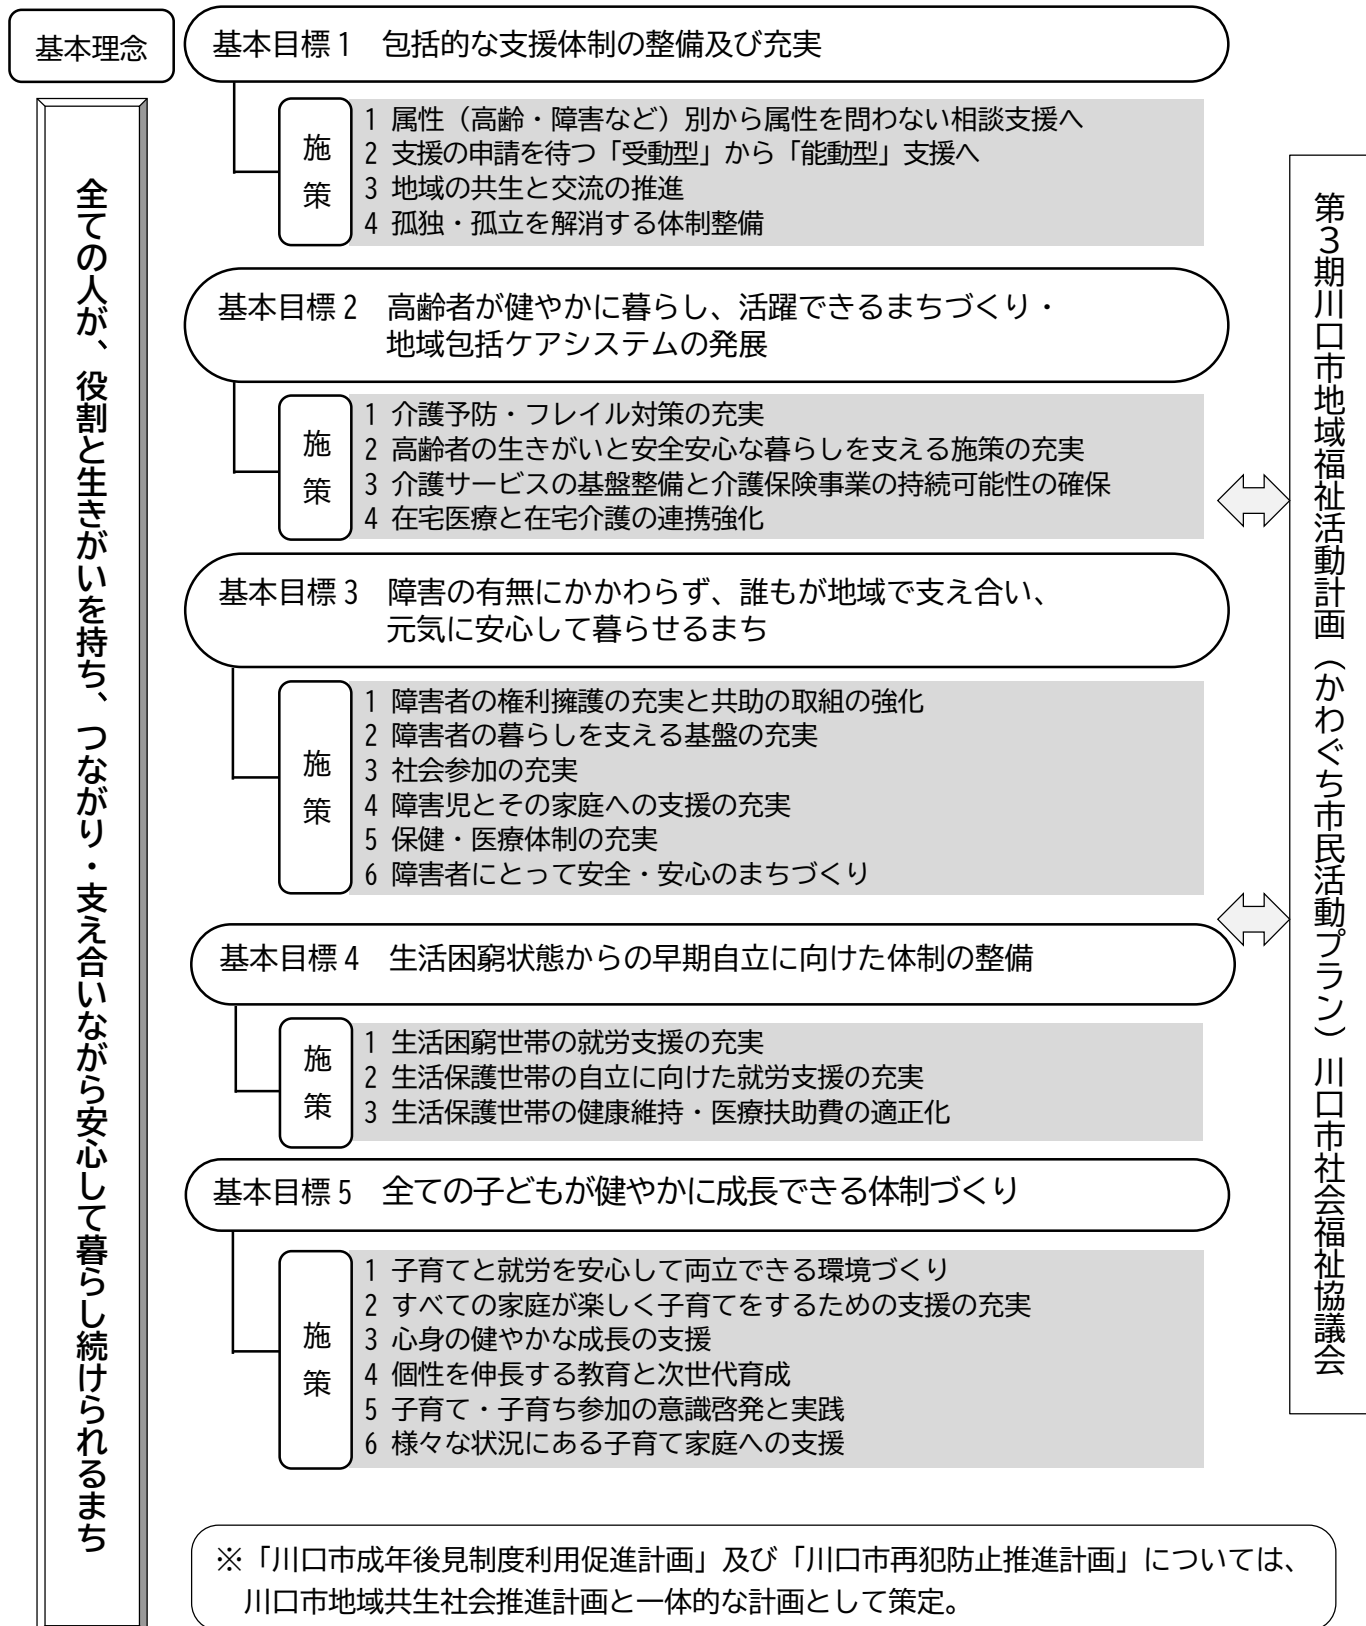 基本理念
全ての人が、役割と生きがいを持ち、つながり・支え合いながら安心して暮らし続けられるまち
基本目標1 包括的な支援体制の整備及び充実
施策
1 属性（高齢・障害など）別から属性を問わない相談支援へ
2 支援の申請を待つ「受動型」から「能動型」支援へ
3 地域の共生と交流の推進
4 孤独・孤立を解消する体制整備
基本目標2 高齢者が健やかに暮らし、活躍できるまちづくり・
地域包括ケアシステムの発展
施策
1 介護予防・フレイル対策の充実
2 高齢者の生きがいと安全安心な暮らしを支える施策の充実
3 介護サービスの基盤整備と介護保険事業の持続可能性の確保
4 在宅医療と在宅介護の連携強化
基本目標3 障害の有無にかかわらず、誰もが地域で支え合い、
元気に安心して暮らせるまち
施策
1 障害者の権利擁護の充実と共助の取組の強化
2 障害者の暮らしを支える基盤の充実
3 社会参加の充実
4 障害児とその家庭への支援の充実
5 保健・医療体制の充実
6 障害者にとって安全・安心のまちづくり
基本目標4 生活困窮状態からの早期自立に向けた体制の整備
施策
1 生活困窮世帯の就労支援の充実
2 生活保護世帯の自立に向けた就労支援の充実
3 生活保護世帯の健康維持・医療扶助費の適正化
基本目標5 全ての子どもが健やかに成長できる体制づくり
施策
1 子育てと就労を安心して両立できる環境づくり
2 すべての家庭が楽しく子育てをするための支援の充実
3 心身の健やかな成長の支援
4 個性を伸長する教育と次世代育成
5 子育て・子育ち参加の意識啓発と実践
6 様々な状況にある子育て家庭への支援
第3期川口市地域福祉活動計画（かわぐち市民活動プラン）川口市社会福祉協議会
※「川口市成年後見制度利用促進計画」及び「川口市再犯防止推進計画」については、
川口市地域共生社会推進計画と一体的な計画として策定。